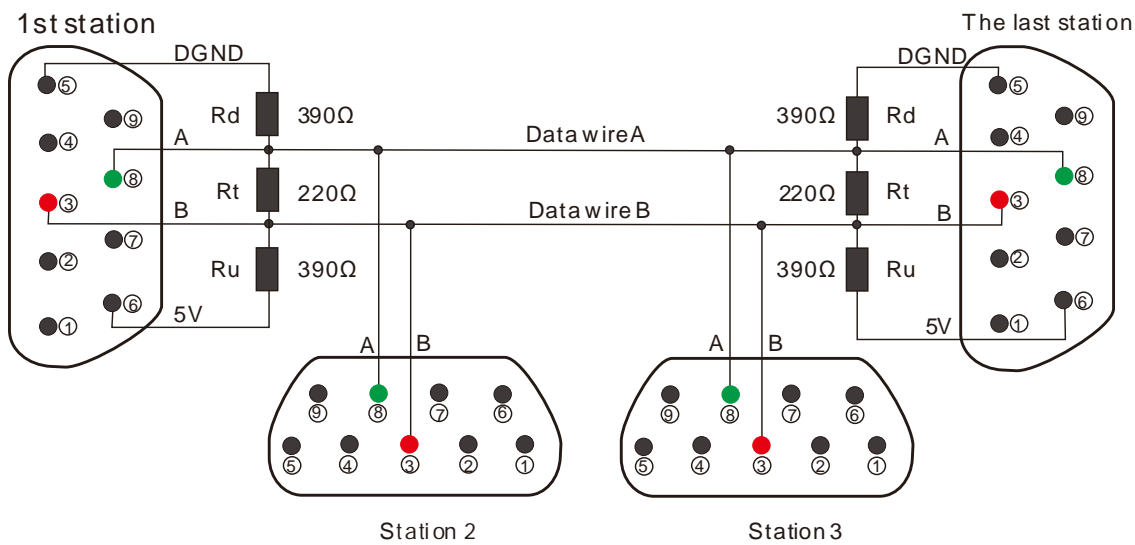 1st station
The last station
DGND
DGND
⑤
⑤
Rd
390Ω
390Ω
Rd
⑨
⑨
④
A
Data wire A
A
④
⑧
⑧
Rt
220Ω
220Ω
Rt
③
③
B
Data wire B
B
⑦
⑦
②
②
Ru
390Ω
390Ω
Ru
⑥
⑥
5V
5V
①
①
A
B
A
B
⑨
⑧
⑦
⑥
⑨
⑧
⑦
⑥
⑤
④
③
②
①
⑤
④
③
②
①
Station 2
Station 3